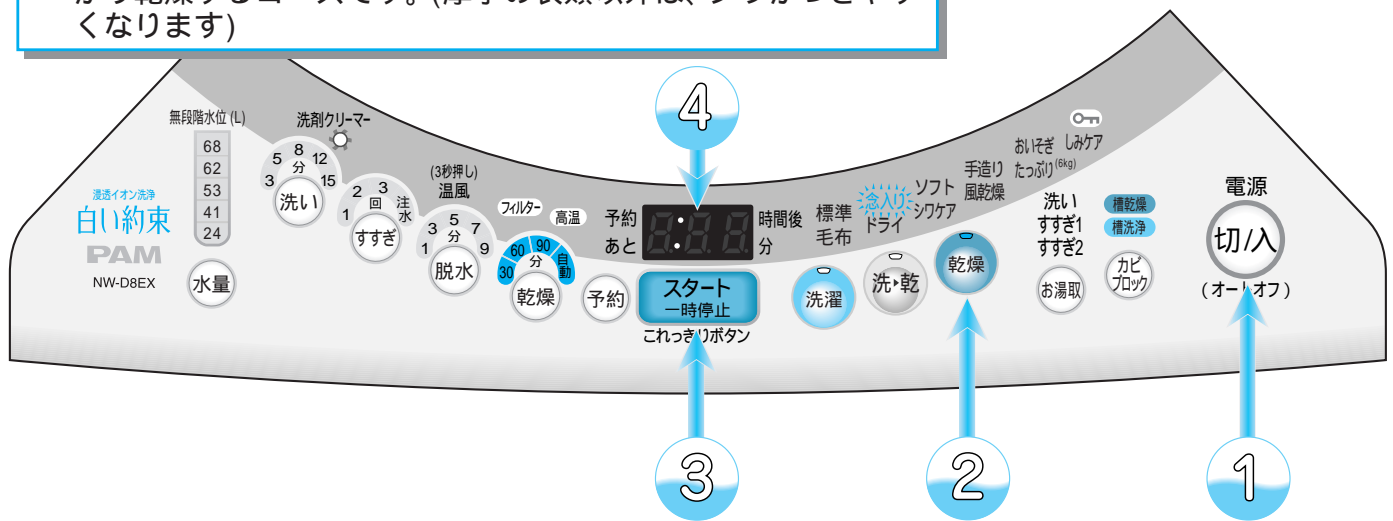 くなります)
無段階水位 (L)
68
62
53
41
24
水量
浸透イオン洗浄
白い約束
PAM
NW-D8EX
洗剤クリーマー
3 5 8 12 15
分
洗い
1 2 3 注水
回
すすぎ
(3秒押し)
温風
1 3 5 7 9
分
脱水
フィルター 高温
30 60 90 自動
分
乾燥
予約
④
予約 8:88 時間後
あと 分
スタート
一時停止
これっきりボタン
③
標準
毛布
念入り
ドライ
ソフト
シワケア
手造り
風乾燥
おいそぎ
たっぷり(6kg)
しみケア
洗濯
洗▸乾
乾燥
②
洗い
すすぎ1
すすぎ2
お湯取
槽乾燥
槽洗浄
カビ
ブロック
電源
切/入
(オートオフ)
①